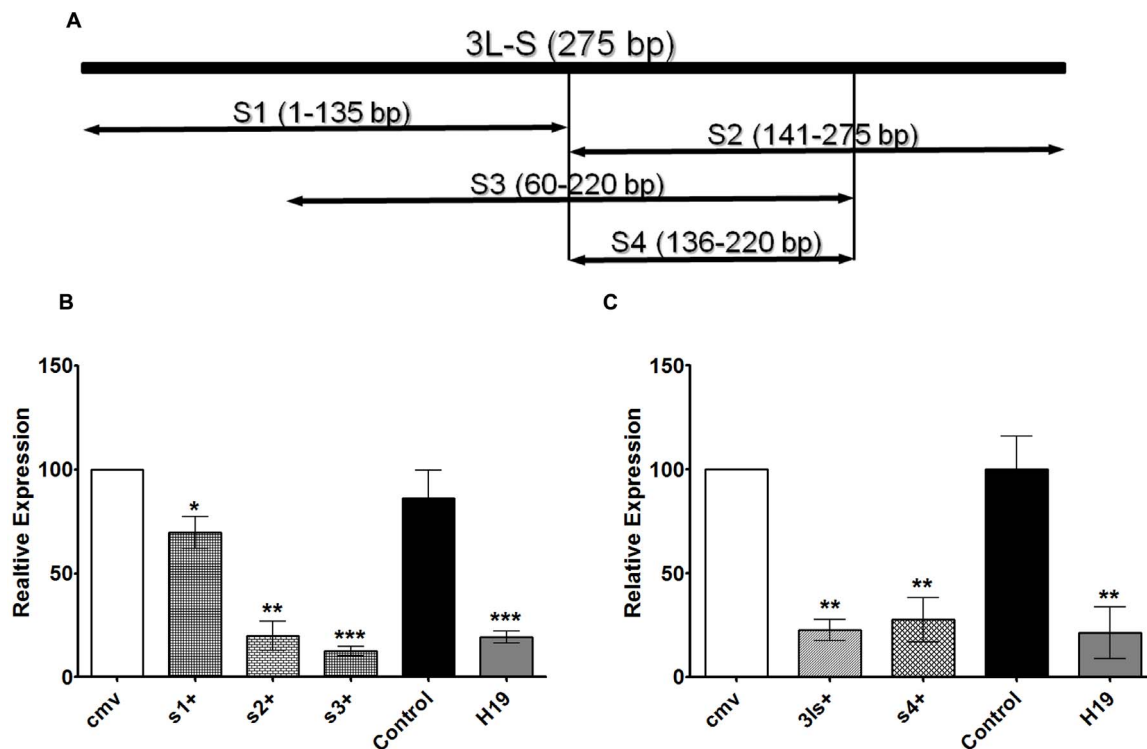 A
3L-S (275 bp)
S1 (1-135 bp)
S2 (141-275 bp)
S3 (60-220 bp)
S4 (136-220 bp)
B
Realtive Expression
150
100
50
0
*
**
***
***
cmv
s1+
s2+
s3+
Control
H19
C
Relative Expression
150
100
50
0
**
**
**
cmv
3ls+
s4+
Control
H19